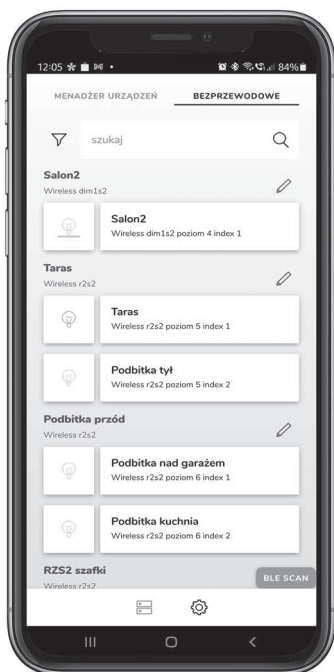 12:05 84%
MENADŻER URZĄDZEŃ BEZPRZEWODOWE
szukaj
Salon2
Wireless dim1s2
Salon2
Wireless dim1s2 poziom 4 index 1
Taras
Wireless r2s2
Taras
Wireless r2s2 poziom 5 index 1
Podbitka tył
Wireless r2s2 poziom 5 index 2
Podbitka przód
Wireless r2s2
Podbitka nad garażem
Wireless r2s2 poziom 6 index 1
Podbitka kuchnia
Wireless r2s2 poziom 6 index 2
RZS2 szafki
Wireless r2s2
BLE SCAN